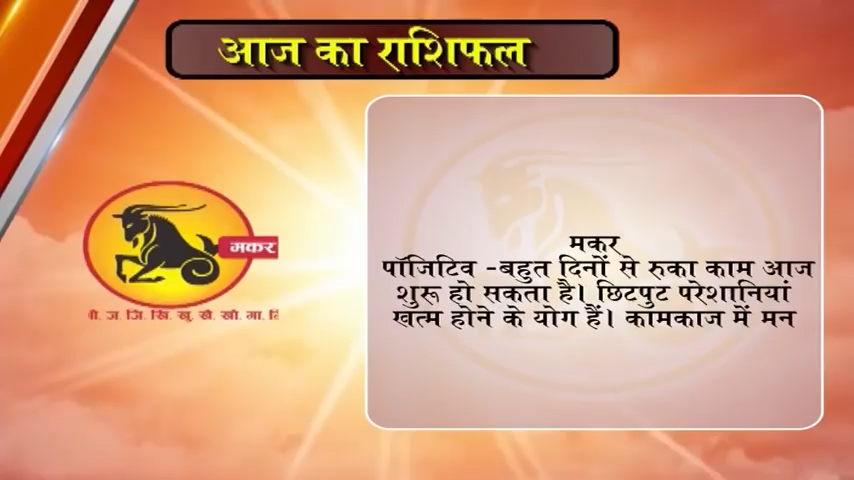 आज का राशिफल
मकर
पॉजिटिव -बहुत दिनों से रुका काम आज
शुरू हो सकता है। छिटपुट परेशानियां
खत्म होने के योग हैं। कामकाज में मन
मकर
ज. जि. खि. खु. खे. खो. गा.